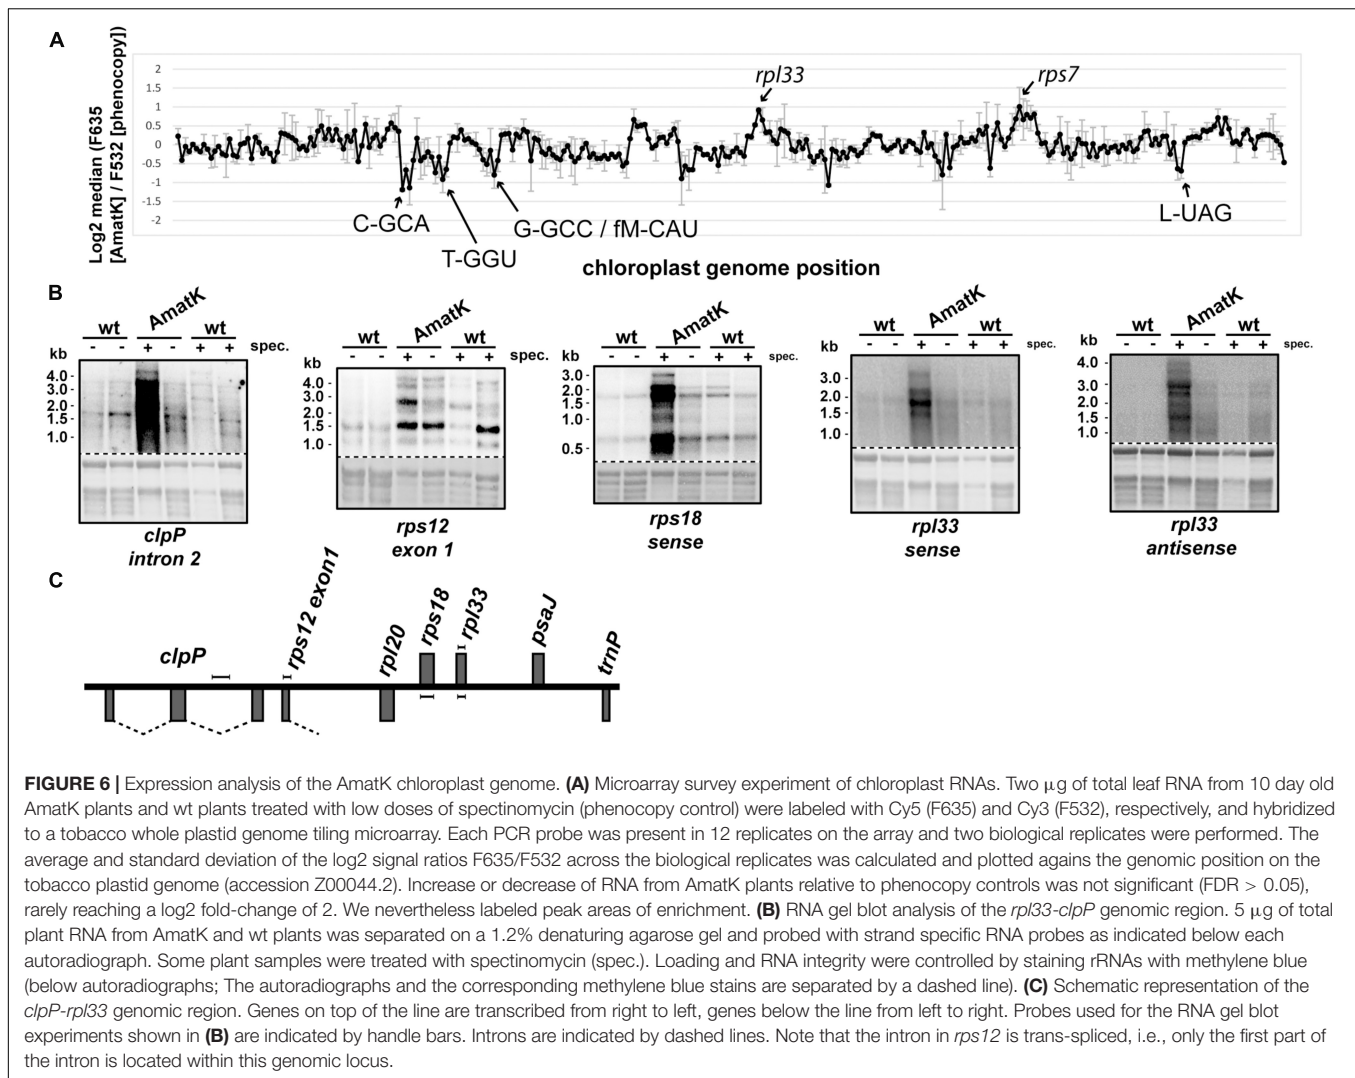 A
Log2 median (F635
[AmatK] / F532 [phenocopy])
2
1.5
1
0.5
0
-0.5
-1
-1.5
-2
rpl33
rps7
C-GCA
T-GGU
G-GCC / fM-CAU
L-UAG
chloroplast genome position
B
wt AmatK wt
kb - - + - + + spec.
4.0 -
3.0 -
2.0 -
1.5 -
1.0 -
clpP
intron 2
wt AmatK wt
kb - - + - + + spec.
4.0 -
3.0 -
2.0 -
1.5 -
1.0 -
rps12
exon 1
wt AmatK wt
kb - - + - + + spec.
3.0 -
2.0 -
1.5 -
1.0 -
0.5 -
rps18
sense
wt AmatK wt
kb - - + - + + spec.
3.0 -
2.0 -
1.5 -
1.0 -
rpl33
sense
wt AmatK wt
kb - - + - + + spec.
4.0 -
3.0 -
2.0 -
1.5 -
1.0 -
rpl33
antisense
C
clpP
rps12 exon1
rpl20
rps18
rpl33
psaJ
trnP
FIGURE 6 | Expression analysis of the AmatK chloroplast genome. (A) Microarray survey experiment of chloroplast RNAs. Two μg of total leaf RNA from 10 day old
AmatK plants and wt plants treated with low doses of spectinomycin (phenocopy control) were labeled with Cy5 (F635) and Cy3 (F532), respectively, and hybridized
to a tobacco whole plastid genome tiling microarray. Each PCR probe was present in 12 replicates on the array and two biological replicates were performed. The
average and standard deviation of the log2 signal ratios F635/F532 across the biological replicates was calculated and plotted agains the genomic position on the
tobacco plastid genome (accession Z00044.2). Increase or decrease of RNA from AmatK plants relative to phenocopy controls was not significant (FDR > 0.05),
rarely reaching a log2 fold-change of 2. We nevertheless labeled peak areas of enrichment. (B) RNA gel blot analysis of the rpl33-clpP genomic region. 5 μg of total
plant RNA from AmatK and wt plants was separated on a 1.2% denaturing agarose gel and probed with strand specific RNA probes as indicated below each
autoradiograph. Some plant samples were treated with spectinomycin (spec.). Loading and RNA integrity were controlled by staining rRNAs with methylene blue
(below autoradiographs; The autoradiographs and the corresponding methylene blue stains are separated by a dashed line). (C) Schematic representation of the
clpP-rpl33 genomic region. Genes on top of the line are transcribed from right to left, genes below the line from left to right. Probes used for the RNA gel blot
experiments shown in (B) are indicated by handle bars. Introns are indicated by dashed lines. Note that the intron in rps12 is trans-spliced, i.e., only the first part of
the intron is located within this genomic locus.